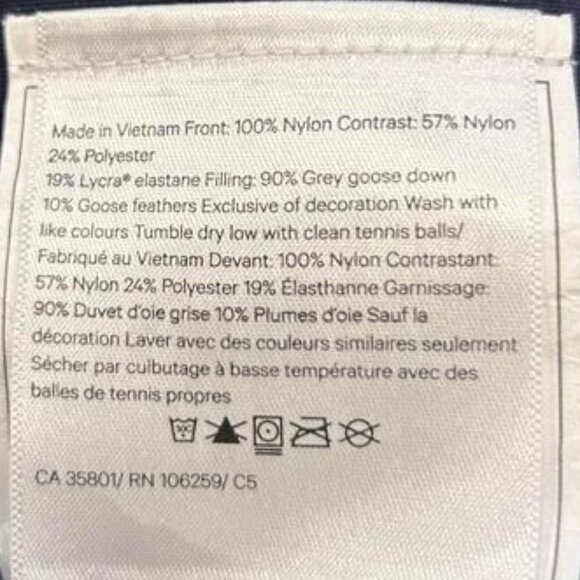 Made in Vietnam Front: 100% Nylon Contrast: 57% Nylon
24% Polyester
19% Lycra® elastane Filling: 90% Grey goose down
10% Goose feathers Exclusive of decoration Wash with
like colours Tumble dry low with clean tennis balls/
Fabriqué au Vietnam Devant: 100% Nylon Contrastant:
57% Nylon 24% Polyester 19% Élasthanne Garnissage:
90% Duvet d'oie grise 10% Plumes d'oie Sauf la
décoration Laver avec des couleurs similaires seulement
Sécher par culbutage à basse température avec des
balles de tennis propres
CA 35801/ RN 106259/ C5